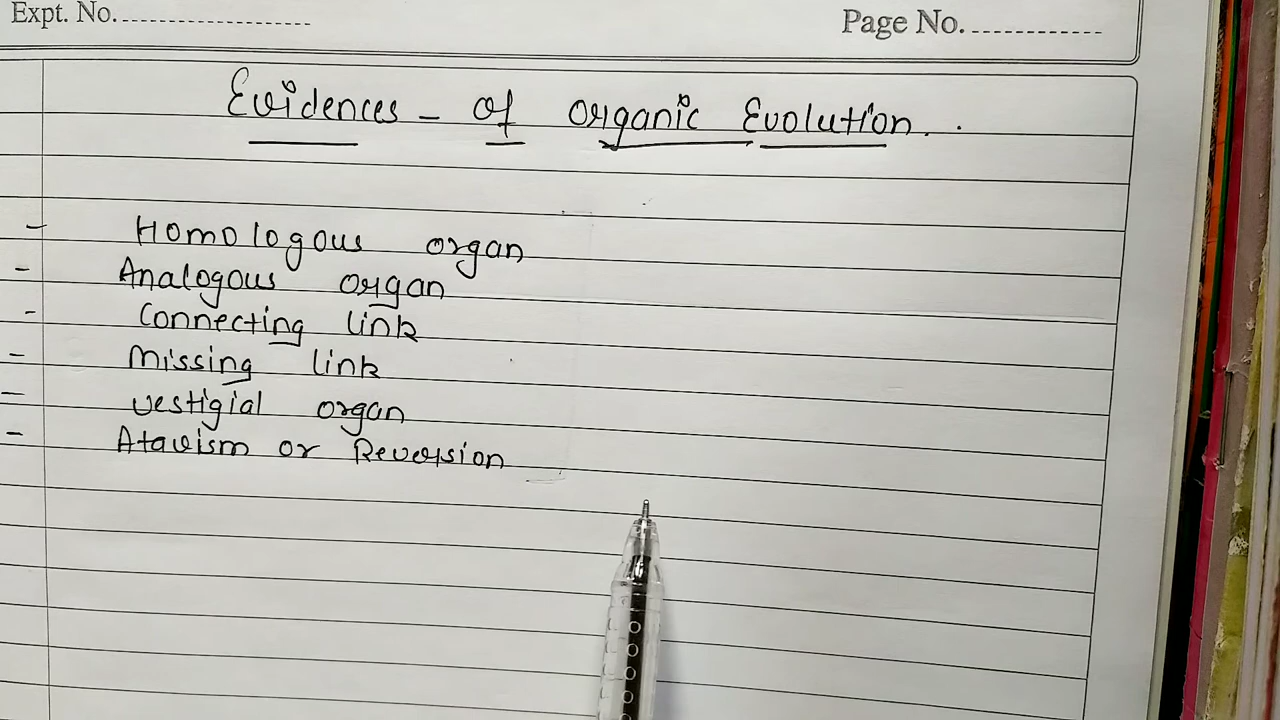 Expt. No.....................
Page No.............
Evidences - of organic Evolution..
- Homologous organ
- Analogous organ
- Connecting link
- Missing link
- vestigial organ
- Atavism or Reversion